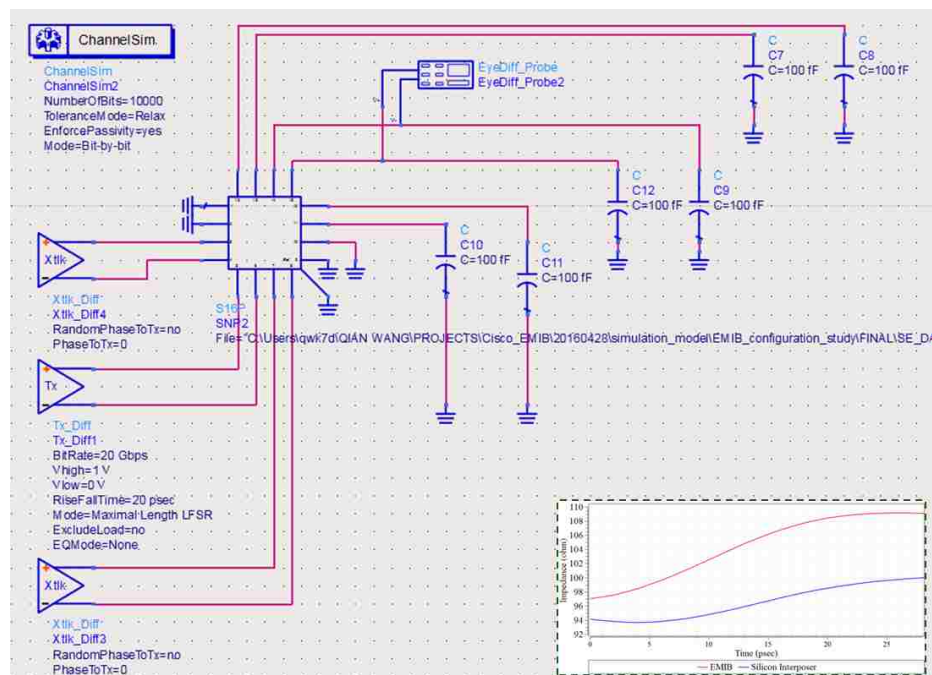 ChannelSim
ChannelSim
ChannelSim2
NumberOfBits=10000
ToleranceMode=Relax
EnforcePassivity=yes
Mode=Bit-by-bit
EyeDiff_Probe
EyeDiff_Probe2
C
C7
C=100 fF
C
C8
C=100 fF
C
C12
C=100 fF
C
C9
C=100 fF
C
C10
C=100 fF
C
C11
C=100 fF
Xtlk
Xtlk_Diff
Xtlk_Diff4
RandomPhaseToTx=no
PhaseToTx=0
S16P
SNP2
File="C:\Users\qwk7d\QIAN WANG\PROJECTS\Cisco_EMIB\20160428\simulation_model\EMIB_configuration_study\FINAL\SE_DA
Tx
Tx_Diff
Tx_Diff1
BitRate=20 Gbps
Vhigh=1 V
Vlow=0 V
RiseFallTime=20 psec
Mode=Maximal Length LFSR
ExcludeLoad=no
EQMode=None
Xtlk
Xtlk_Diff
Xtlk_Diff3
RandomPhaseToTx=no
PhaseToTx=0
110
108
106
104
102
100
98
96
94
92
Impedance (ohm)
0
5
10
15
20
25
Time (psec)
EMIB
Silicon Interposer